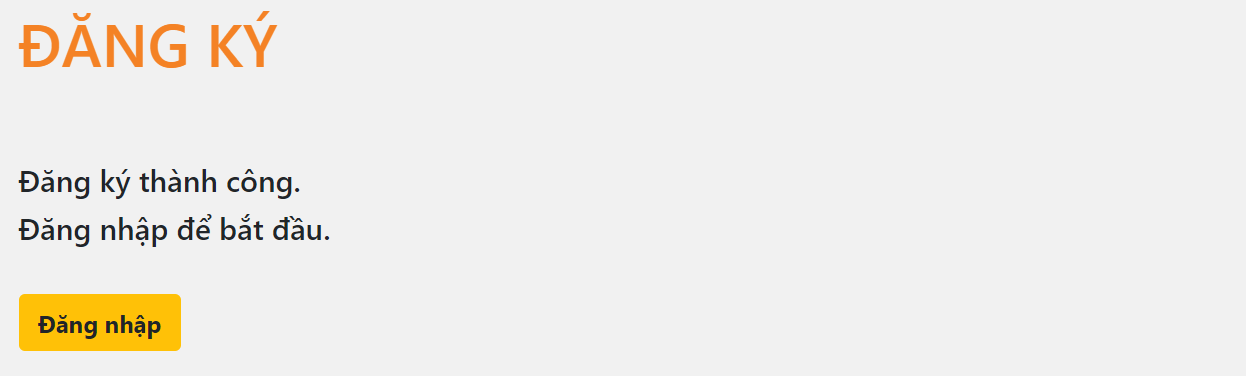 ĐĂNG KÝ
Đăng ký thành công.
Đăng nhập để bắt đầu.
Đăng nhập